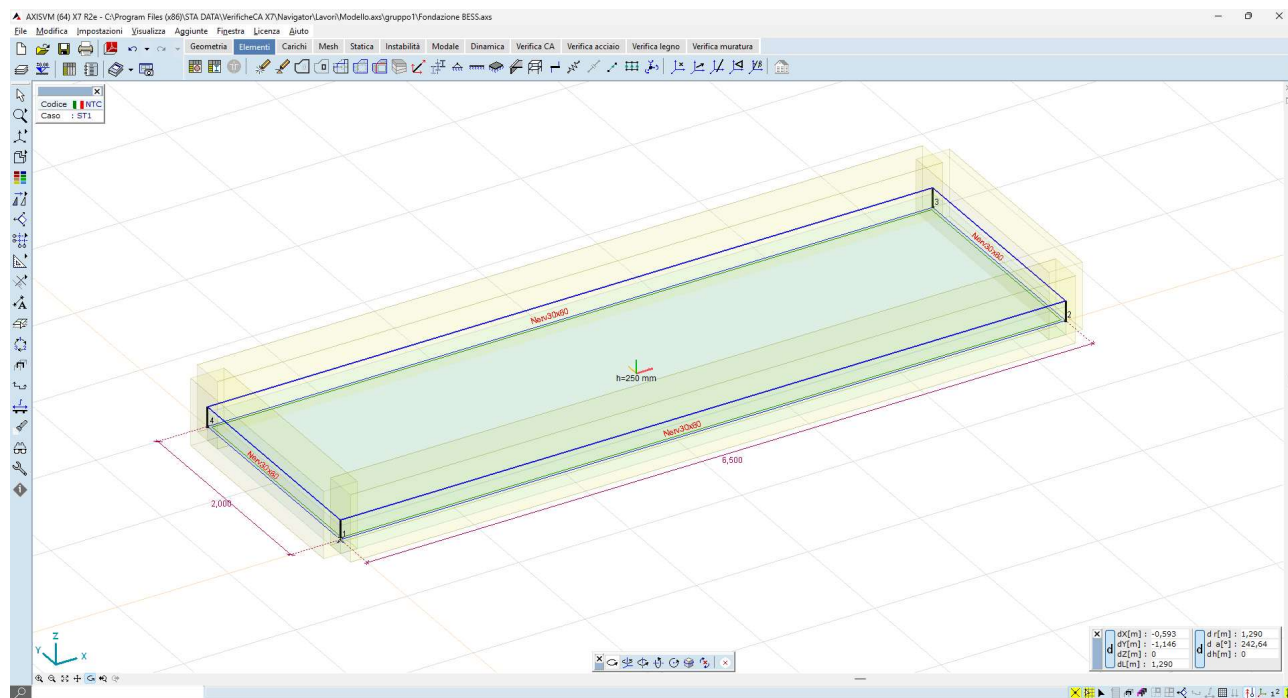 AXISVM (64) X7 R2e - C:\Program Files (x86)\STA DATA\VerificheCA X7\Navigator\Lavori\Modello.axs\gruppo1\Fondazione BESS.axs
File Modifica Impostazioni Visualizza Aggiunte Finestra Licenza Aiuto
Geometria Elementi Carichi Mesh Statica Instabilità Modale Dinamica Verifica CA Verifica acciaio Verifica legno Verifica muratura
Codice NTC
Caso : ST1
3
Nerv30x80
Nerv30x60
2
h=250 mm
4
Nerv30x60
6,500
Nerv30x80
2,000
1
Z
Y
X
dX[m] : -0,593
dY[m] : -1,146
dZ[m] : 0
dL[m] : 1,290
d
d r[m] : 1,290
d a[°] : 242,64
dh[m] : 0
d